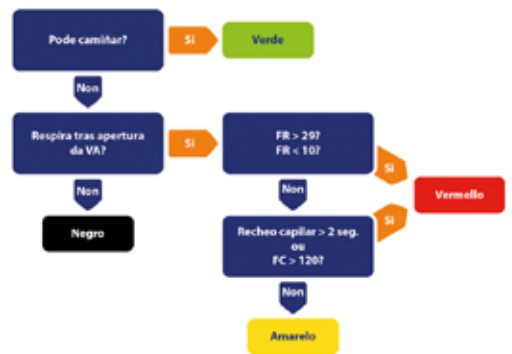 Pode camiñar?
Si
Verde
Non
Respira tras apertura
da VA?
Si
FR > 29?
FR < 10?
Si
Non
Non
Vermello
Negro
Recheo capilar > 2 seg.
ou
FC > 120?
Si
Non
Amarelo